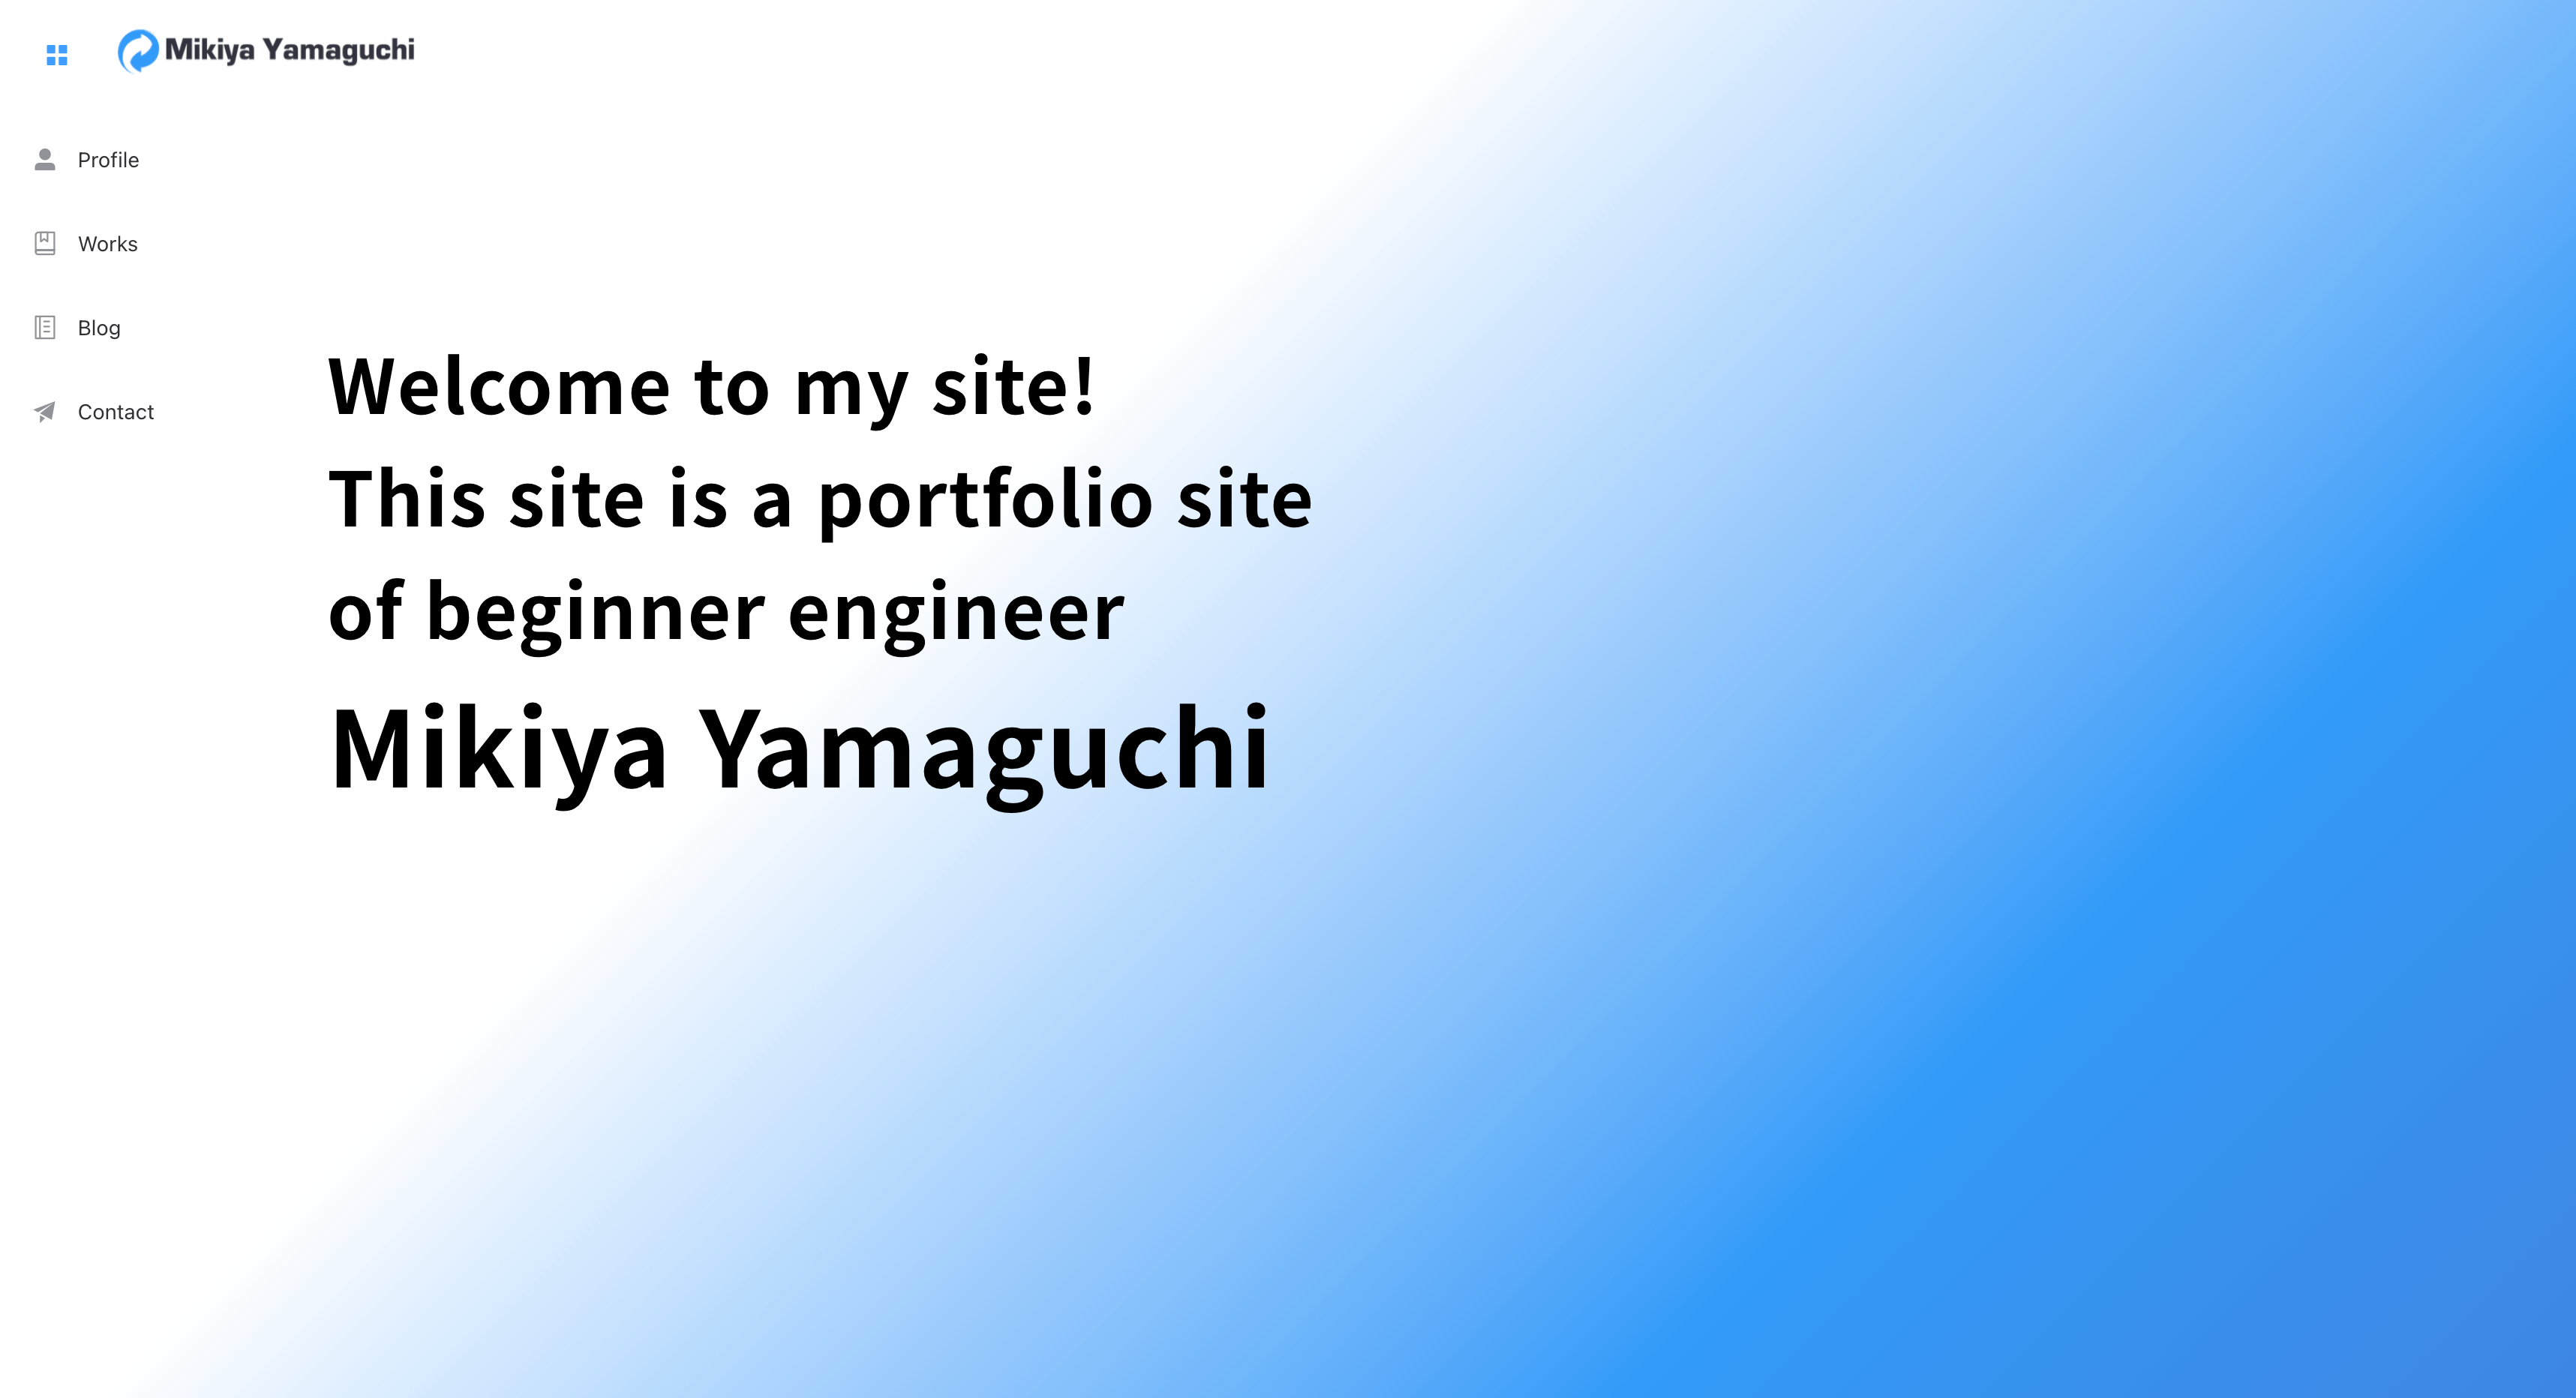 Mikiya Yamaguchi
Profile
Works
Blog
Contact
Welcome to my site!
This site is a portfolio site
of beginner engineer
Mikiya Yamaguchi